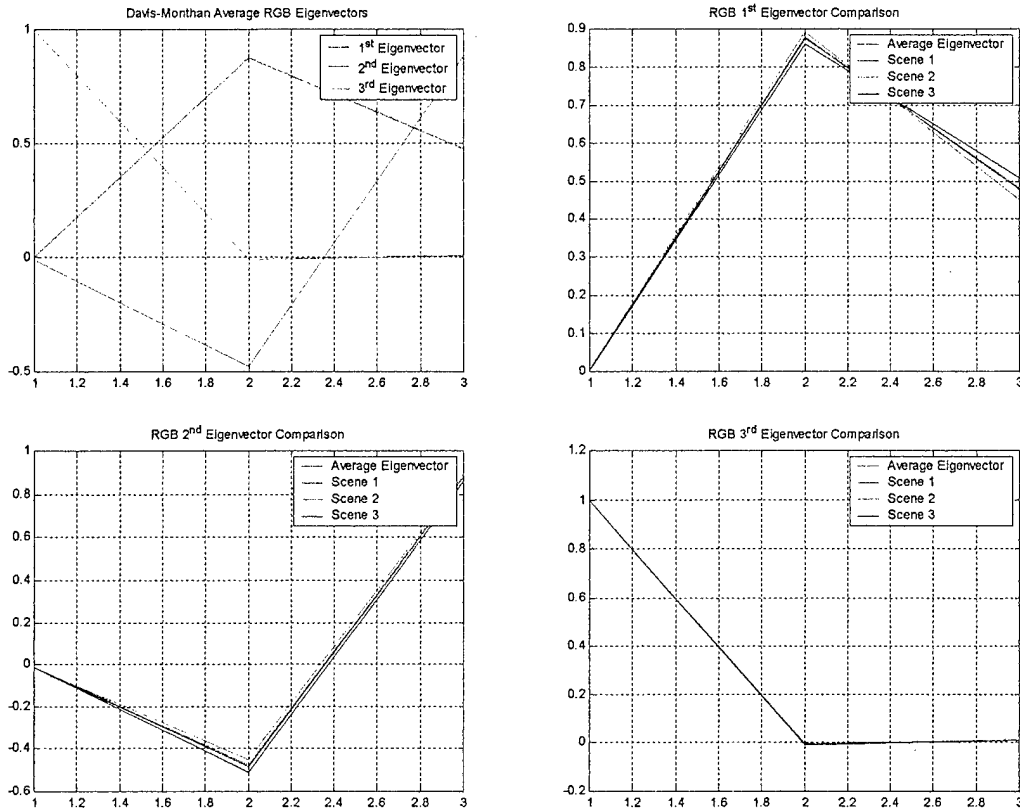 Davis-Monthan Average RGB Eigenvectors
1st Eigenvector
2nd Eigenvector
3rd Eigenvector
1
0.5
0
-0.5
1 1.2 1.4 1.6 1.8 2 2.2 2.4 2.6 2.8 3
RGB 1st Eigenvector Comparison
Average Eigenvector
Scene 1
Scene 2
Scene 3
0.9
0.8
0.7
0.6
0.5
0.4
0.3
0.2
0.1
0
1 1.2 1.4 1.6 1.8 2 2.2 2.4 2.6 2.8 3
RGB 2nd Eigenvector Comparison
Average Eigenvector
Scene 1
Scene 2
Scene 3
1
0.8
0.6
0.4
0.2
0
-0.2
-0.4
-0.6
1 1.2 1.4 1.6 1.8 2 2.2 2.4 2.6 2.8 3
RGB 3rd Eigenvector Comparison
Average Eigenvector
Scene 1
Scene 2
Scene 3
1.2
1
0.8
0.6
0.4
0.2
0
-0.2
1 1.2 1.4 1.6 1.8 2 2.2 2.4 2.6 2.8 3